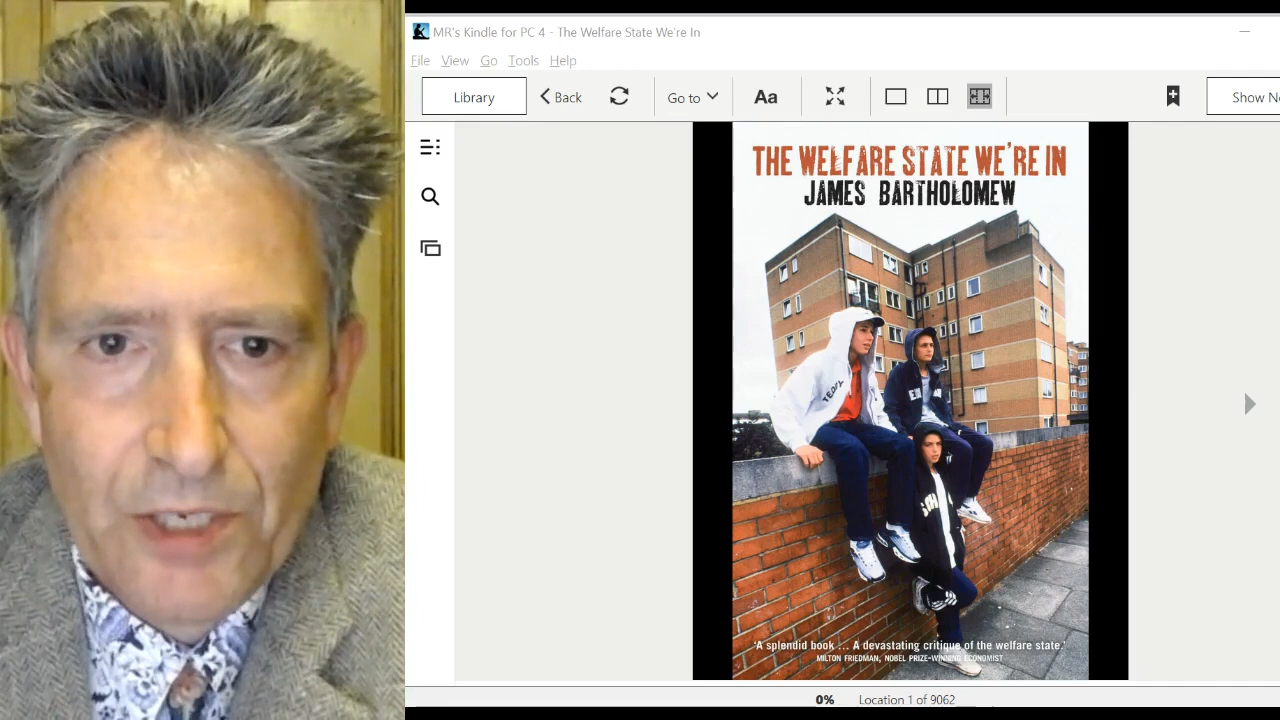 MR's Kindle for PC 4 - The Welfare State We're In
File View Go Tools Help
Library Back Go to Aa Show No
THE WELFARE STATE WE'RE IN
JAMES BARTHOLOMEW
TEDDY
'A splendid book ... A devastating critique of the welfare state.'
MILTON FRIEDMAN, NOBEL PRIZE-WINNING ECONOMIST
0% Location 1 of 9062